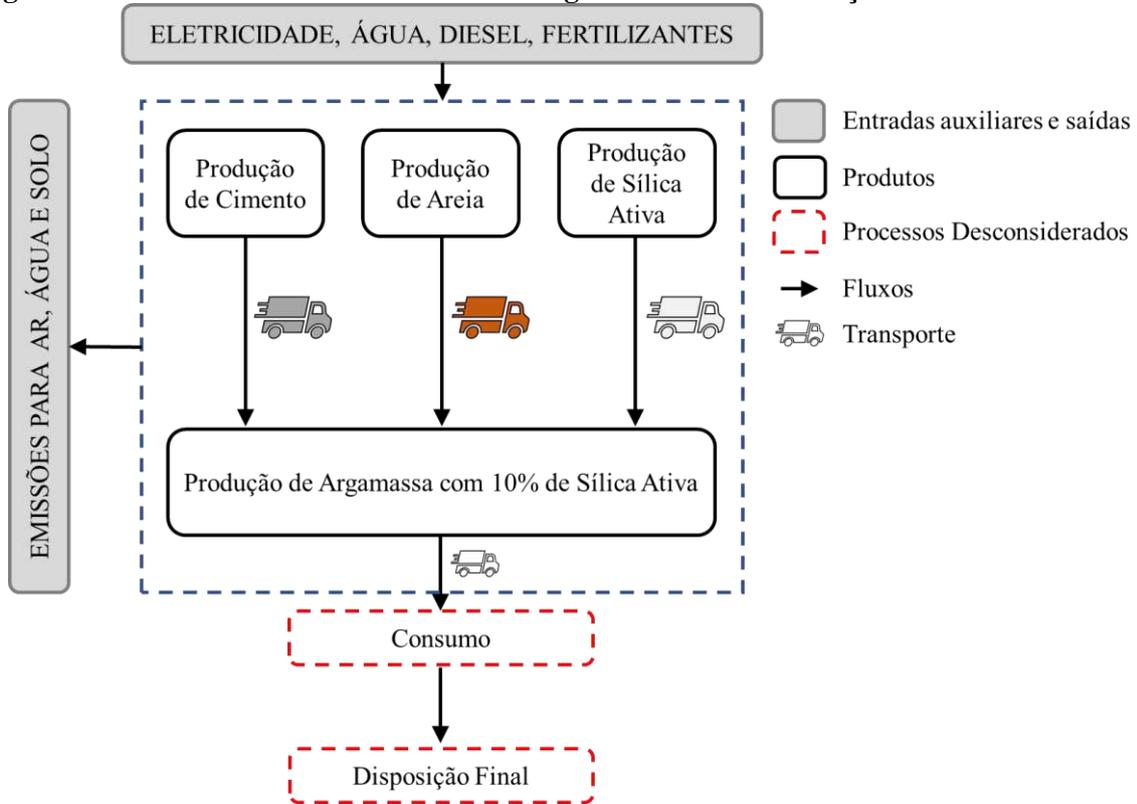 ELETRICIDADE, ÁGUA, DIESEL, FERTILIZANTES
EMISSÕES PARA AR, ÁGUA E SOLO
Produção
de Cimento
Produção
de Areia
Produção
de Sílica
Ativa
Produção de Argamassa com 10% de Sílica Ativa
Consumo
Disposição Final
Entradas auxiliares e saídas
Produtos
Processos Desconsiderados
Fluxos
Transporte